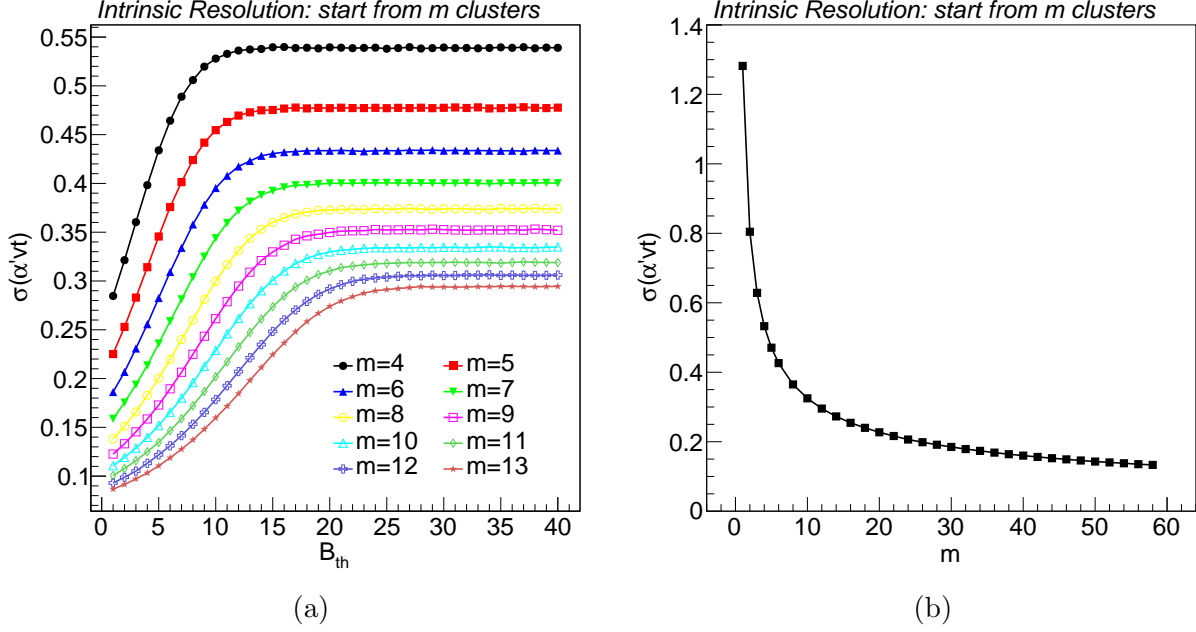 Intrinsic Resolution: start from m clusters
σ(α'vt)
0.55
0.5
0.45
0.4
0.35
0.3
0.25
0.2
0.15
0.1
m=4 m=5
m=6 m=7
m=8 m=9
m=10 m=11
m=12 m=13
0 5 10 15 20 25 30 35 40
B_th
(a)
Intrinsic Resolution: start from m clusters
σ(α'vt)
1.4
1.2
1
0.8
0.6
0.4
0.2
0
0 10 20 30 40 50 60
m
(b)